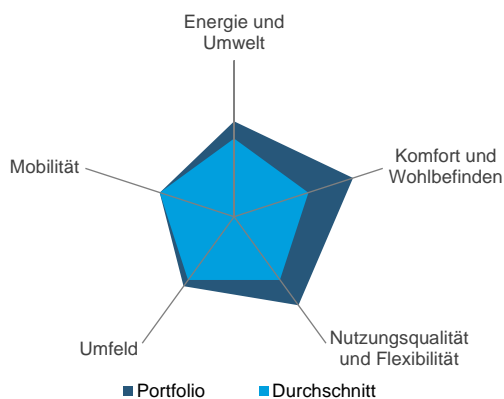 Energie und
Umwelt
Mobilität
Komfort und
Wohlbefinden
Umfeld
Nutzungsqualität
und Flexibilität
Portfolio
Durchschnitt